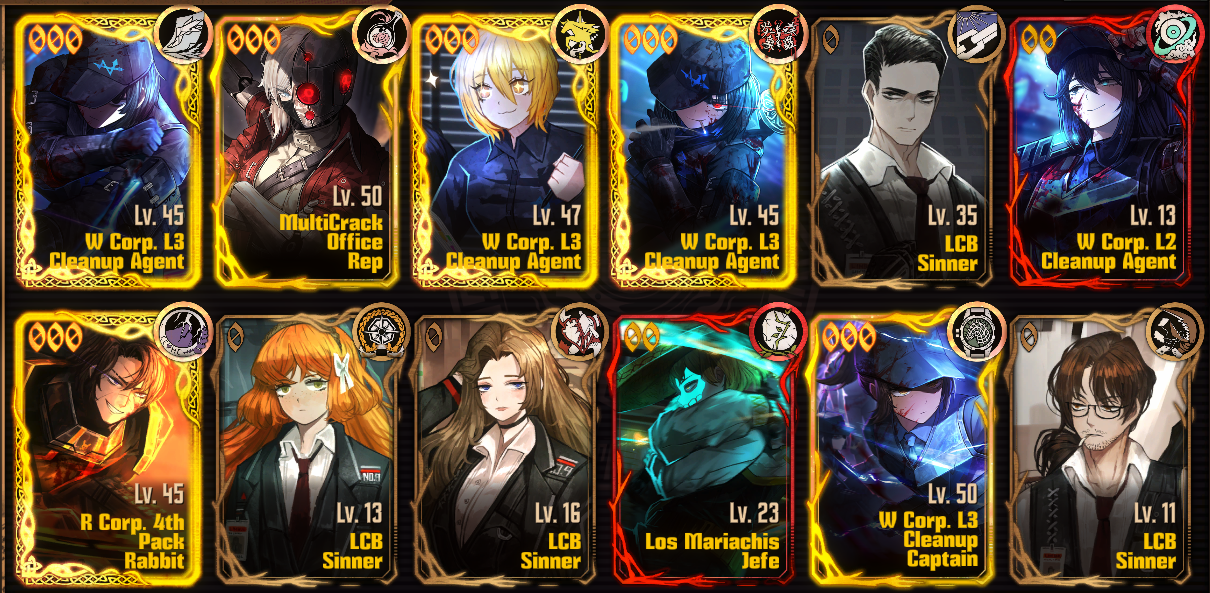 Lv. 45
W Corp. L3
Cleanup Agent
Lv. 50
MultiCrack
Office
Rep
Lv. 47
W Corp. L3
Cleanup Agent
Lv. 45
W Corp. L3
Cleanup Agent
Lv. 35
LCB
Sinner
Lv. 13
W Corp. L2
Cleanup Agent
Lv. 45
R Corp. 4th
Pack
Rabbit
Lv. 13
LCB
Sinner
Lv. 16
LCB
Sinner
Lv. 23
Los Mariachis
Jefe
Lv. 50
W Corp. L3
Cleanup
Captain
Lv. 11
LCB
Sinner